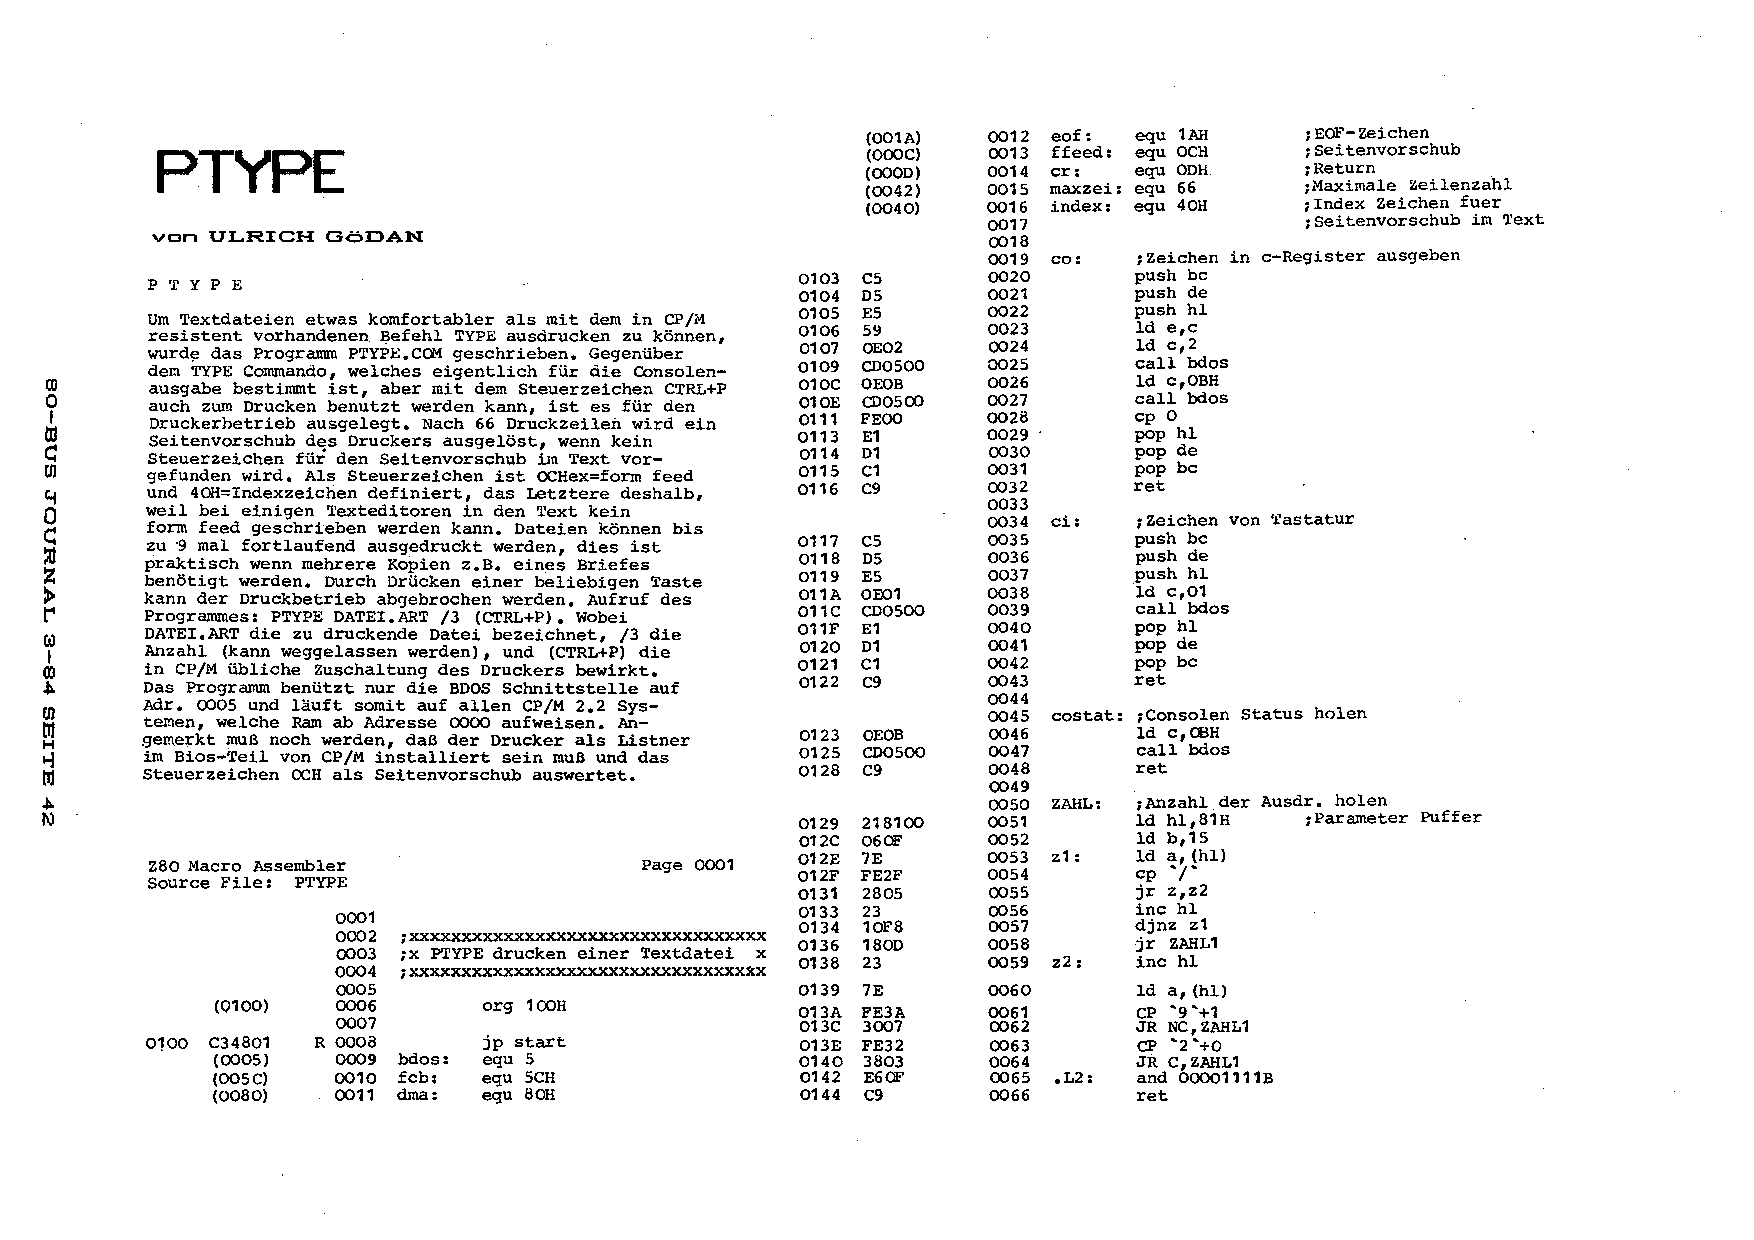 PTYPE
von ULRICH GöDAN
P T Y P E
Um Textdateien etwas komfortabler als mit dem in CP/M
resistent vorhandenen Befehl TYPE ausdrucken zu können,
wurde das Programm PTYPE.COM geschrieben. Gegenüber
dem TYPE Commando, welches eigentlich für die Consolen-
ausgabe bestimmt ist, aber mit dem Steuerzeichen CTRL+P
auch zum Drucken benutzt werden kann, ist es für den
Druckerbetrieb ausgelegt. Nach 66 Druckzeilen wird ein
Seitenvorschub des Druckers ausgelöst, wenn kein
Steuerzeichen für den Seitenvorschub im Text vor-
gefunden wird. Als Steuerzeichen ist OCHex=form feed
und 40H=Indexzeichen definiert, das Letztere deshalb,
weil bei einigen Texteditoren in den Text kein
form feed geschrieben werden kann. Dateien können bis
zu 9 mal fortlaufend ausgedruckt werden, dies ist
praktisch wenn mehrere Kopien z.B. eines Briefes
benötigt werden. Durch Drücken einer beliebigen Taste
kann der Druckbetrieb abgebrochen werden. Aufruf des
Programmes: PTYPE DATEI.ART /3 (CTRL+P). Wobei
DATEI.ART die zu druckende Datei bezeichnet, /3 die
Anzahl (kann weggelassen werden), und (CTRL+P) die
in CP/M übliche Zuschaltung des Druckers bewirkt.
Das Programm benützt nur die BDOS Schnittstelle auf
Adr. 0005 und läuft somit auf allen CP/M 2.2 Sys-
temen, welche Ram ab Adresse 0000 aufweisen. An-
gemerkt muß noch werden, daß der Drucker als Listner
im Bios-Teil von CP/M installiert sein muß und das
Steuerzeichen 0CH als Seitenvorschub auswertet.
Z80 Macro Assembler Page 0001
Source File: PTYPE
0001
0002 ;xxxxxxxxxxxxxxxxxxxxxxxxxxxxxxxxxx
0003 ;x PTYPE drucken einer Textdatei x
0004 ;xxxxxxxxxxxxxxxxxxxxxxxxxxxxxxxxxx
0005
(0100) 0006 org 100H
0007
0100 C34801 R 0008 jp start
(0005) 0009 bdos: equ 5
(005C) 0010 fcb: equ 5CH
(0080) 0011 dma: equ 80H
(001A) 0012 eof: equ 1AH ;EOF-Zeichen
(000C) 0013 ffeed: equ 0CH ;Seitenvorschub
(000D) 0014 cr: equ 0DH ;Return
(0042) 0015 maxzei: equ 66 ;Maximale Zeilenzahl
(0040) 0016 index: equ 40H ;Index Zeichen fuer
0017 ;Seitenvorschub im Text
0018
0019 co: ;Zeichen in c-Register ausgeben
0103 C5 0020 push bc
0104 D5 0021 push de
0105 E5 0022 push hl
0106 59 0023 ld e,c
0107 0E02 0024 ld c,2
0109 CD0500 0025 call bdos
010C 0E0B 0026 ld c,0BH
010E CD0500 0027 call bdos
0111 FE00 0028 cp 0
0113 E1 0029 pop hl
0114 D1 0030 pop de
0115 C1 0031 pop bc
0116 C9 0032 ret
0033
0034 ci: ;Zeichen von Tastatur
0117 C5 0035 push bc
0118 D5 0036 push de
0119 E5 0037 push hl
011A 0E01 0038 ld c,01
011C CD0500 0039 call bdos
011F E1 0040 pop hl
0120 D1 0041 pop de
0121 C1 0042 pop bc
0122 C9 0043 ret
0044
0045 costat: ;Consolen Status holen
0123 0E0B 0046 ld c,0BH
0125 CD0500 0047 call bdos
0128 C9 0048 ret
0049
0050 ZAHL: ;Anzahl der Ausdr. holen
0129 218100 0051 ld hl,81H ;Parameter Puffer
012C 060F 0052 ld b,15
012E 7E 0053 z1: ld a,(hl)
012F FE2F 0054 cp `/`
0131 2805 0055 jr z,z2
0133 23 0056 inc hl
0134 10F8 0057 djnz z1
0136 180D 0058 jr ZAHL1
0138 23 0059 z2: inc hl
0139 7E 0060 ld a,(hl)
013A FE3A 0061 CP `9`+1
013C 3007 0062 JR NC,ZAHL1
013E FE32 0063 CP `2`+0
0140 3803 0064 JR C,ZAHL1
0142 E60F 0065 .L2: and 00001111B
0144 C9 0066 ret
80-BUS JOURNAL 3-84 SEITE 42